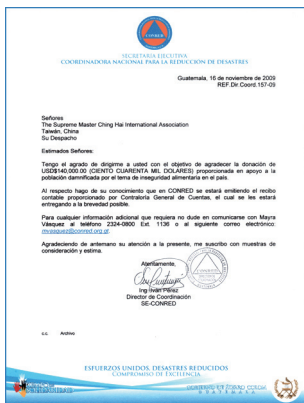 CONRED
SECRETARÍA EJECUTIVA
COORDINADORA NACIONAL PARA LA REDUCCIÓN DE DESASTRES
Guatemala, 16 de noviembre de 2009
REF.Dir.Coord.157-09
Señores
The Supreme Master Ching Hai International Association
Taiwán, China
Su Despacho
Estimados Señores:
Tengo el agrado de dirigirme a usted con el objetivo de agradecer la donación de
USD$140,000.00 (CIENTO CUARENTA MIL DOLARES) proporcionada en apoyo a la
población damnificada por el tema de inseguridad alimentaria en el país.
Al respecto hago de su conocimiento que en CONRED se estará emitiendo el recibo
contable proporcionado por Contraloría General de Cuentas, el cual se les estará
entregando a la brevedad posible.
Para cualquier información adicional que requiera no dude en comunicarse con Mayra
Vásquez al teléfono 2324-0800 Ext. 1136 o al siguiente correo electrónico:
mvasquez@conred.org.gt.
Agradeciendo de antemano su atención a la presente, me suscribo con muestras de
consideración y estima.
Atentamente,
Ing Iván Pérez
Director de Coordinación
SE-CONRED
c.c. Archivo
ESFUERZOS UNIDOS, DESASTRES REDUCIDOS
COMPROMISO DE EXCELENCIA
GOBIERNO DE ÁLVARO COLOM
GUATEMALA